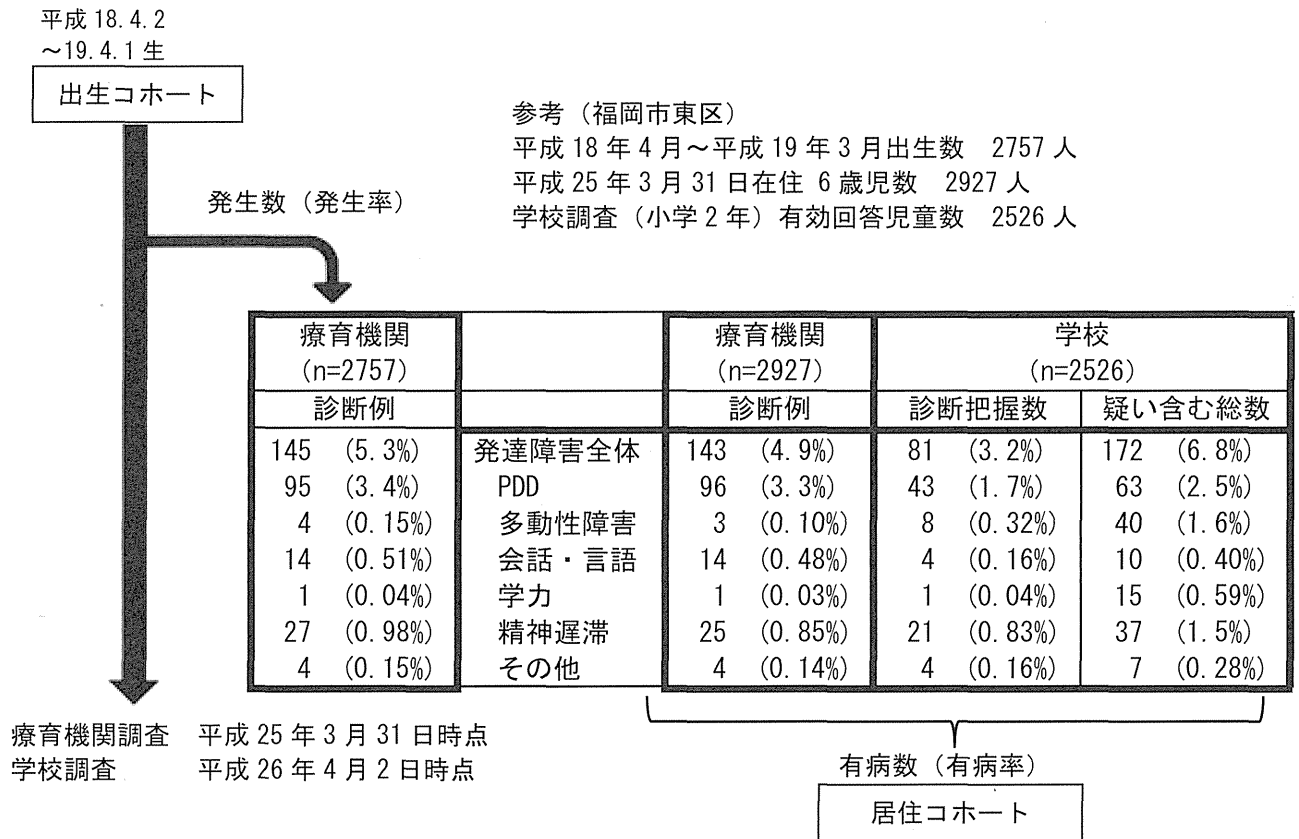 平成 18.4.2
～19.4.1 生
出生コホート
参考（福岡市東区）
平成 18 年 4 月～平成 19 年 3 月出生数　2757 人
平成 25 年 3 月 31 日在住 6 歳児数　2927 人
学校調査（小学 2 年）有効回答児童数　2526 人
発生数（発生率）
療育機関 療育機関 学校
(n=2757) (n=2927) (n=2526)
診断例 診断例 診断把握数 疑い含む総数
145 (5.3%) 発達障害全体 143 (4.9%) 81 (3.2%) 172 (6.8%)
95 (3.4%) PDD 96 (3.3%) 43 (1.7%) 63 (2.5%)
4 (0.15%) 多動性障害 3 (0.10%) 8 (0.32%) 40 (1.6%)
14 (0.51%) 会話・言語 14 (0.48%) 4 (0.16%) 10 (0.40%)
1 (0.04%) 学力 1 (0.03%) 1 (0.04%) 15 (0.59%)
27 (0.98%) 精神遅滞 25 (0.85%) 21 (0.83%) 37 (1.5%)
4 (0.15%) その他 4 (0.14%) 4 (0.16%) 7 (0.28%)
療育機関調査　平成 25 年 3 月 31 日時点
学校調査　平成 26 年 4 月 2 日時点
有病数（有病率）
居住コホート